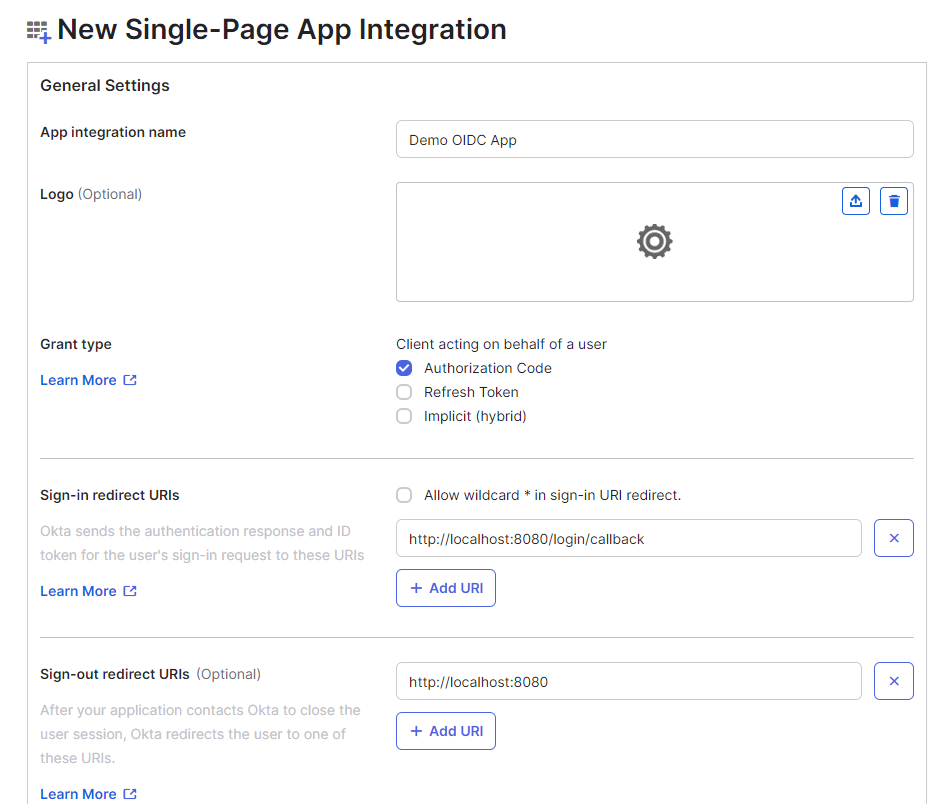 New Single-Page App Integration
General Settings
App integration name
Demo OIDC App
Logo (Optional)
Grant type
Learn More
Client acting on behalf of a user
Authorization Code
Refresh Token
Implicit (hybrid)
Sign-in redirect URIs
Okta sends the authentication response and ID
token for the user's sign-in request to these URIs
Learn More
Allow wildcard * in sign-in URI redirect.
http://localhost:8080/login/callback
+ Add URI
Sign-out redirect URIs (Optional)
After your application contacts Okta to close the
user session, Okta redirects the user to one of
these URIs.
Learn More
http://localhost:8080
+ Add URI